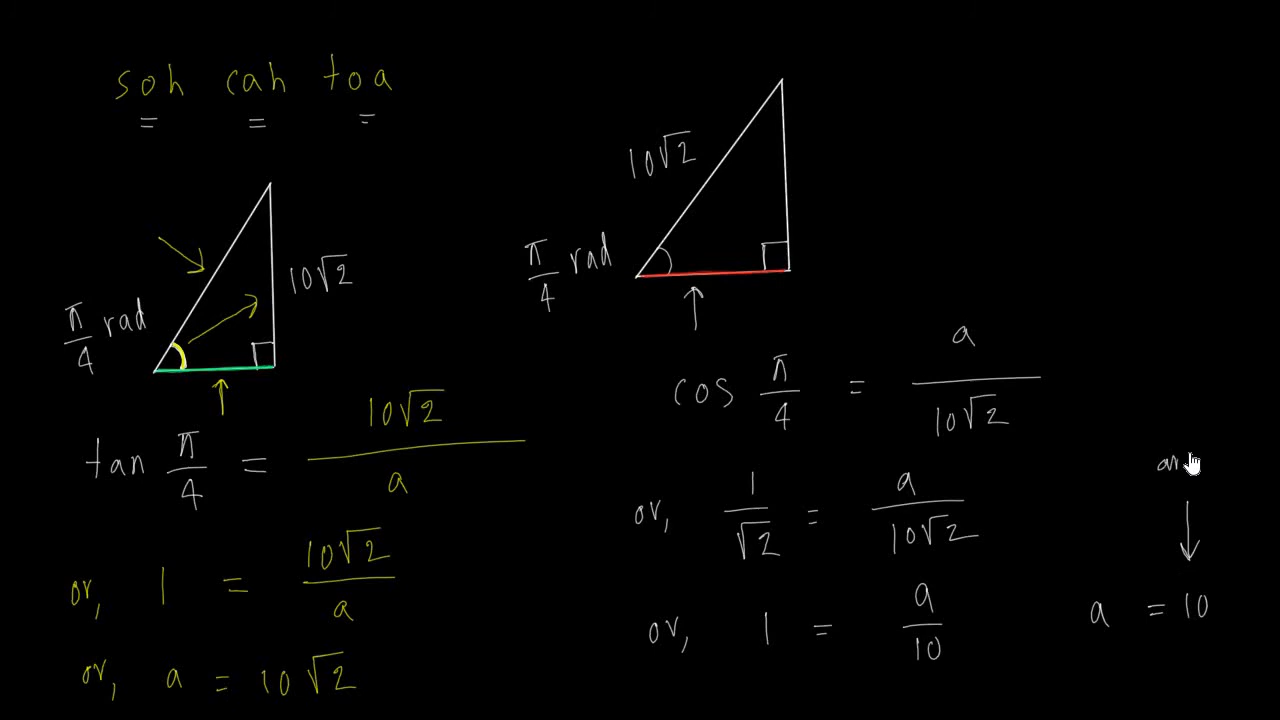 soh cah toa
10√2
π/4 rad
tan π/4 = 10√2/a
or, 1 = 10√2/a
or, a = 10√2
10√2
π/4 rad
cos π/4 = a/10√2
or, 1/√2 = a/10√2
or, 1 = a/10
a = 10